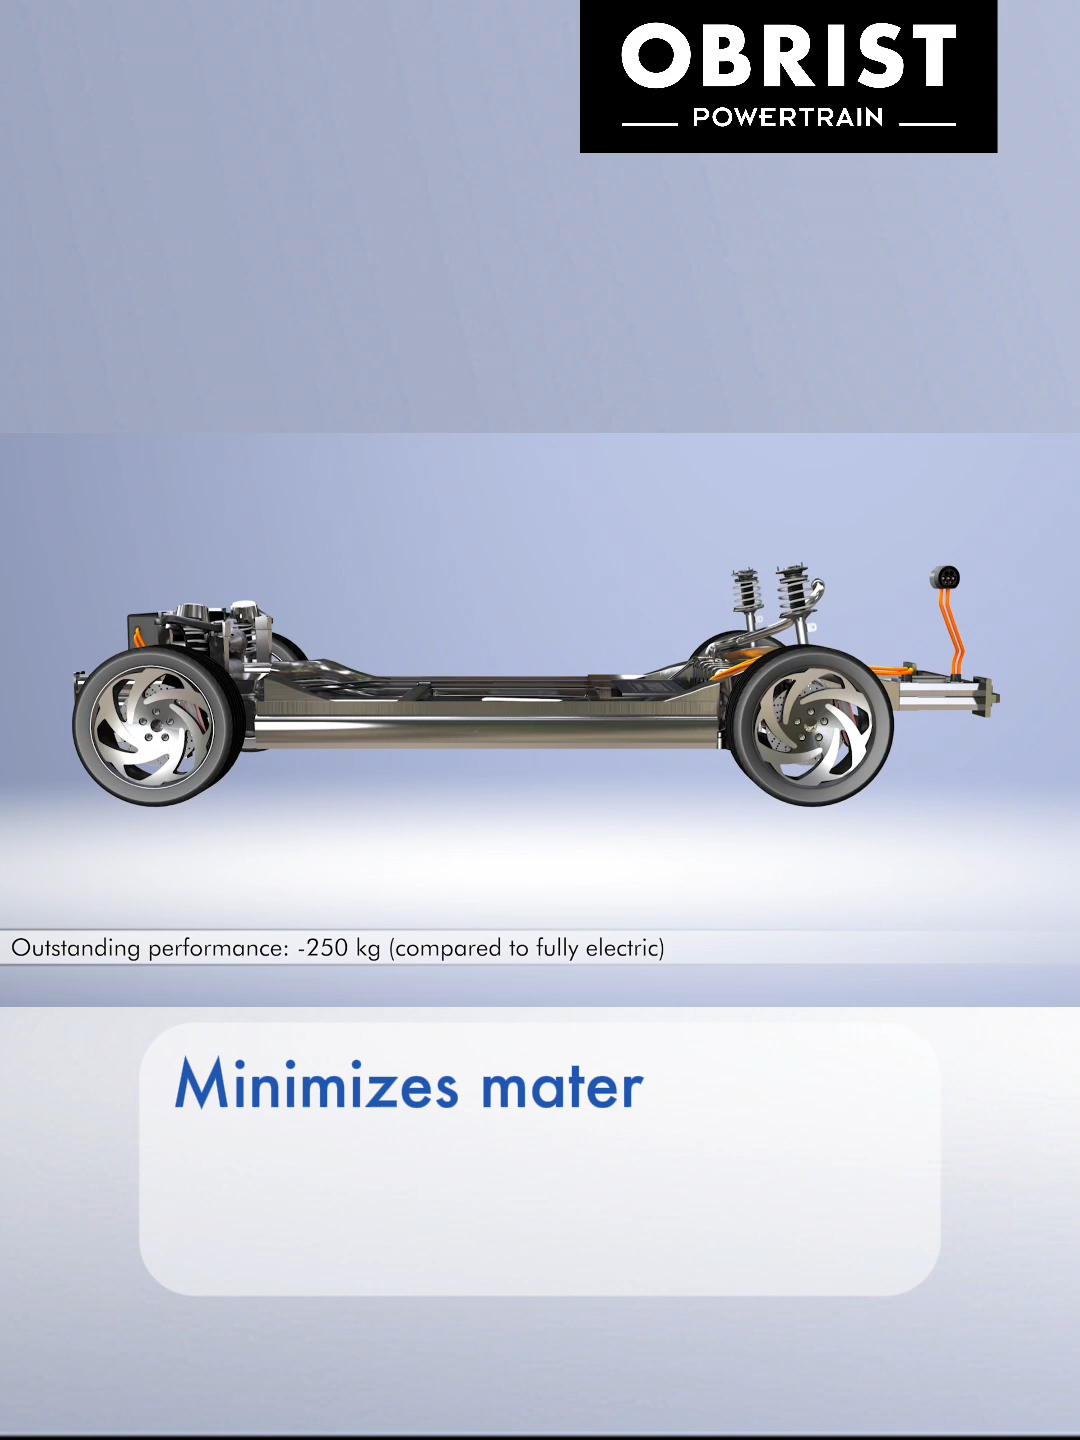 OBRIST
POWERTRAIN
Outstanding performance: -250 kg (compared to fully electric)
Minimizes mater